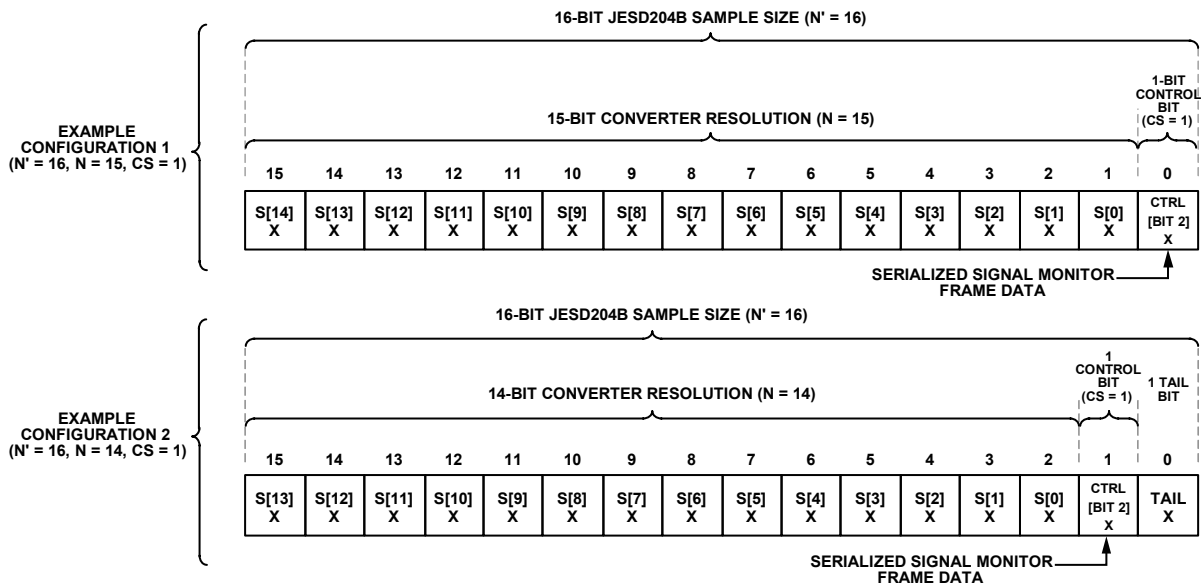 16-BIT JESD204B SAMPLE SIZE (N' = 16)
1-BIT
CONTROL
BIT
(CS = 1)
15-BIT CONVERTER RESOLUTION (N = 15)
EXAMPLE
CONFIGURATION 1
(N' = 16, N = 15, CS = 1)
15 14 13 12 11 10 9 8 7 6 5 4 3 2 1 0
S[14] S[13] S[12] S[11] S[10] S[9] S[8] S[7] S[6] S[5] S[4] S[3] S[2] S[1] S[0] CTRL
[BIT 2]
X X X X X X X X X X X X X X X X
SERIALIZED SIGNAL MONITOR
FRAME DATA
16-BIT JESD204B SAMPLE SIZE (N' = 16)
1
CONTROL
BIT
(CS = 1)
1 TAIL
BIT
14-BIT CONVERTER RESOLUTION (N = 14)
EXAMPLE
CONFIGURATION 2
(N' = 16, N = 14, CS = 1)
15 14 13 12 11 10 9 8 7 6 5 4 3 2 1 0
S[13] S[12] S[11] S[10] S[9] S[8] S[7] S[6] S[5] S[4] S[3] S[2] S[1] S[0] CTRL TAIL
[BIT 2]
X X X X X X X X X X X X X X X X
SERIALIZED SIGNAL MONITOR
FRAME DATA